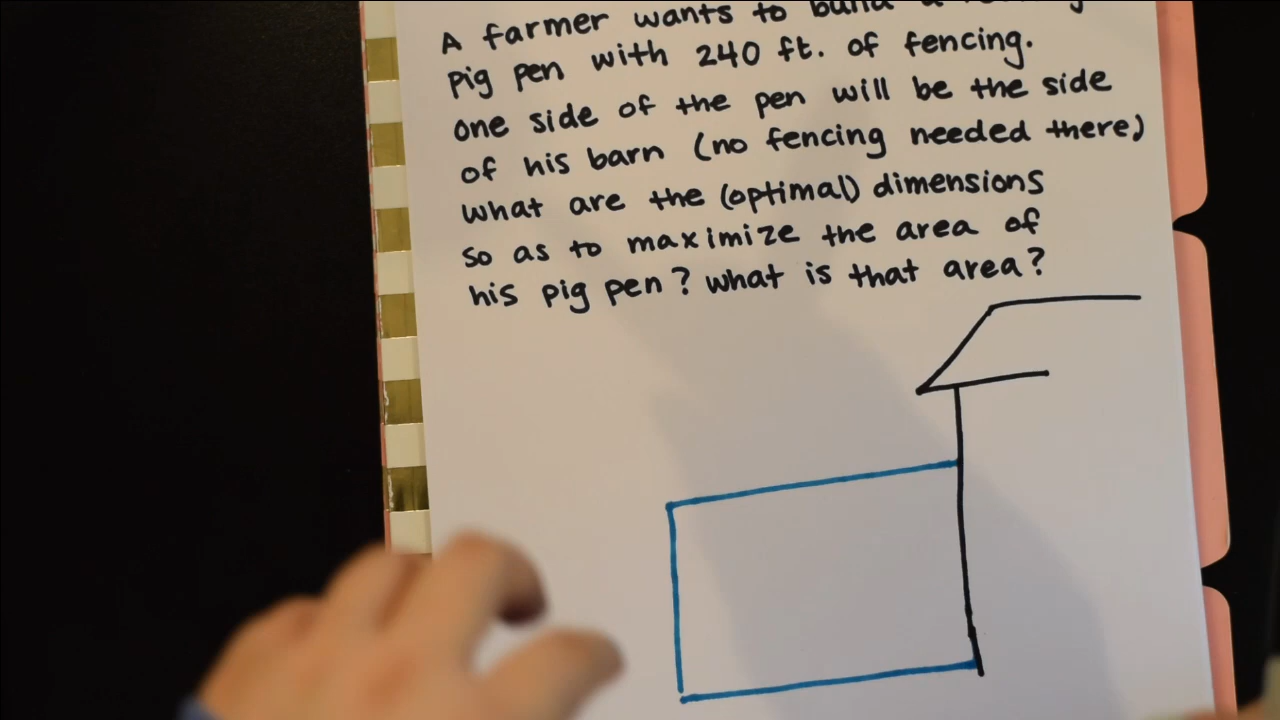 A farmer wants to build a
pig pen with 240 ft. of fencing.
one side of the pen will be the side
of his barn (no fencing needed there)
what are the (optimal) dimensions
so as to maximize the area of
his pig pen? what is that area?